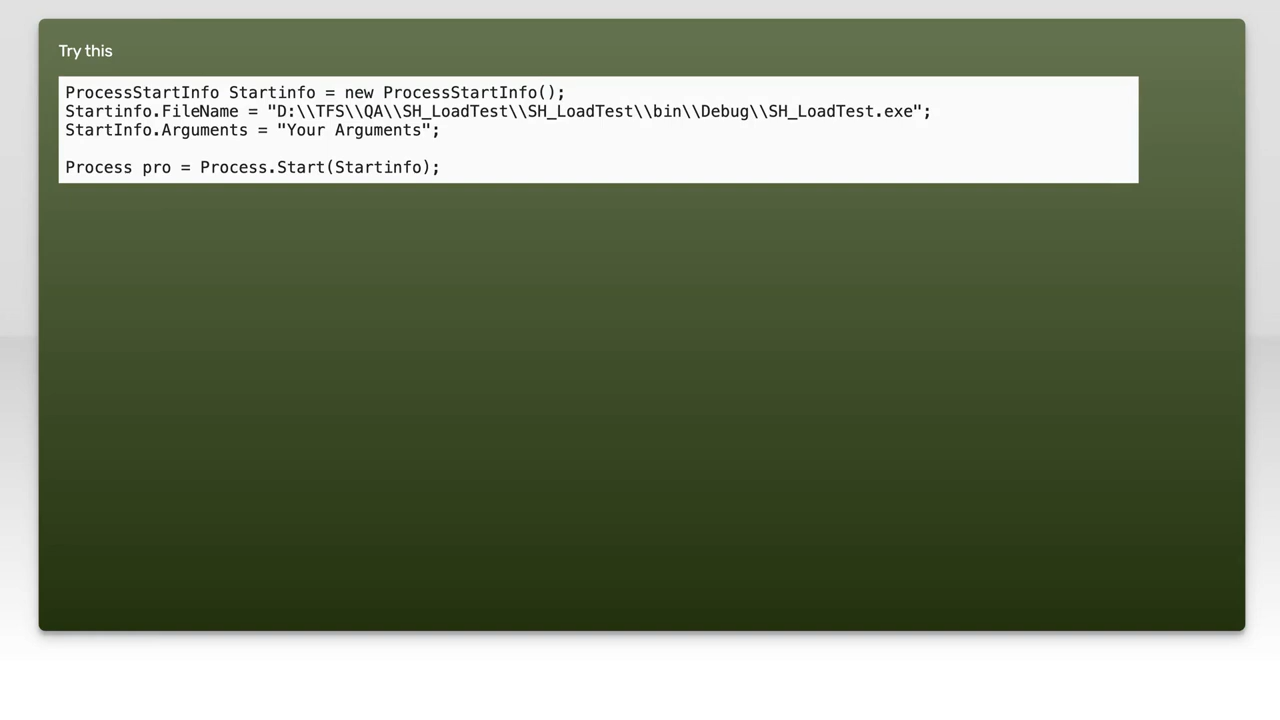 Try this
ProcessStartInfo Startinfo = new ProcessStartInfo();
Startinfo.FileName = "D:\\TFS\\QA\\SH_LoadTest\\SH_LoadTest\\bin\\Debug\\SH_LoadTest.exe";
StartInfo.Arguments = "Your Arguments";
Process pro = Process.Start(Startinfo);